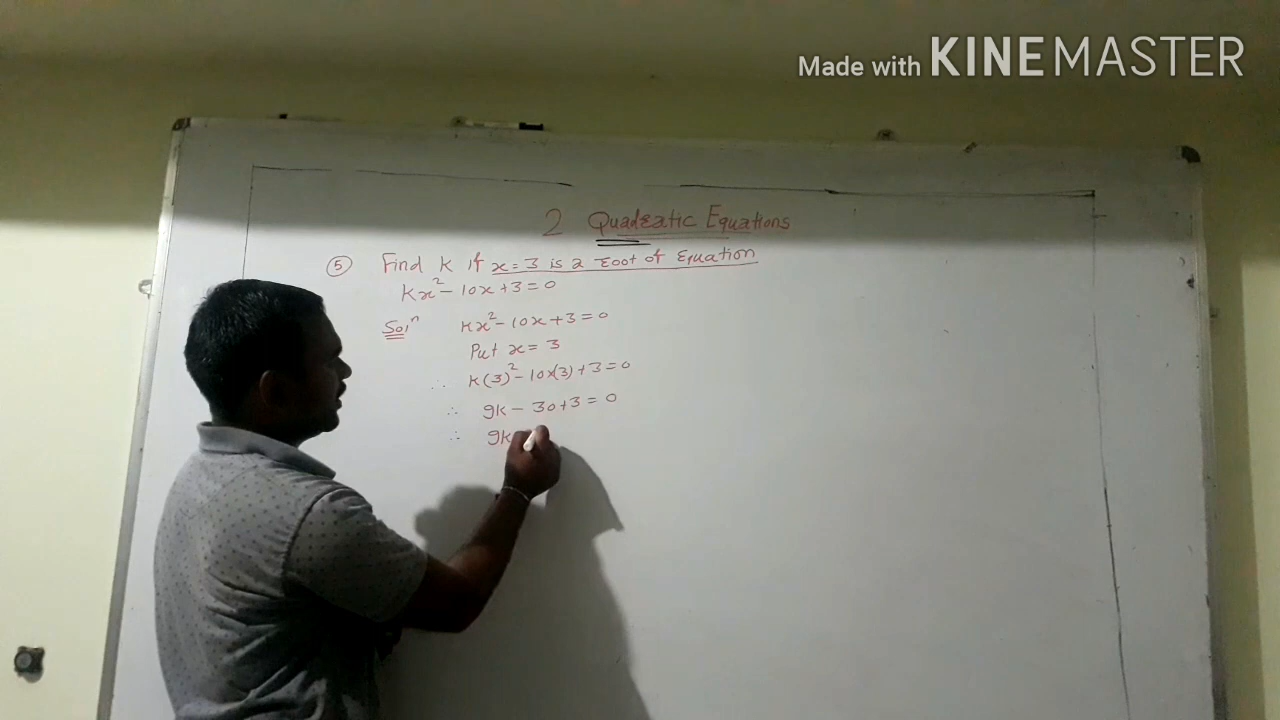 Made with KINEMASTER
2 Quadratic Equations
⑤ Find k if x=3 is a root of Equation
kx² - 10x + 3 = 0
Solⁿ kx² - 10x + 3 = 0
Put x = 3
∴ k(3)² - 10x(3) + 3 = 0
∴ 9k - 30 + 3 = 0
∴ 9k